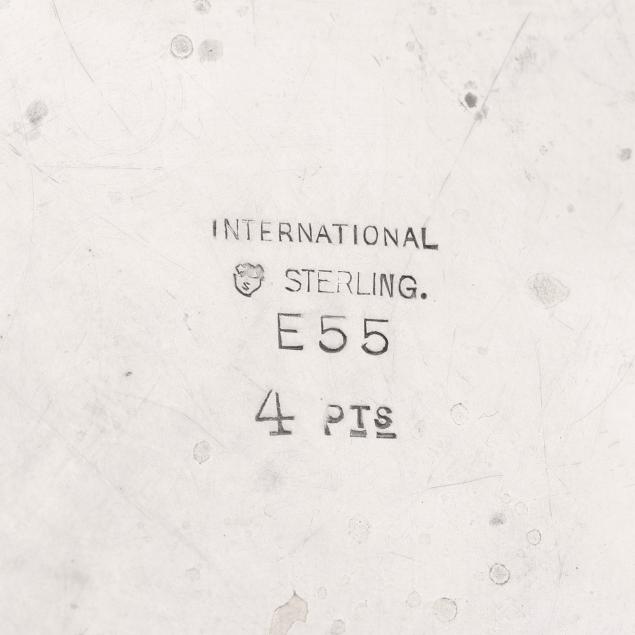 INTERNATIONAL
S STERLING.
E55
4 PTS